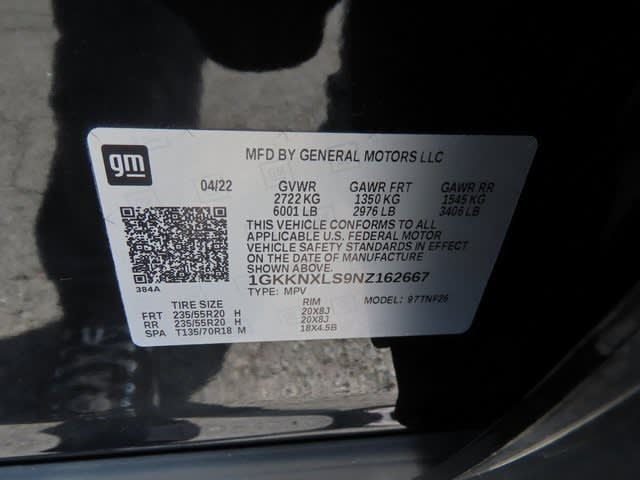 gm
MFD BY GENERAL MOTORS LLC
04/22 GVWR GAWR FRT GAWR RR
2722 KG 1350 KG 1545 KG
6001 LB 2976 LB 3406 LB
THIS VEHICLE CONFORMS TO ALL
APPLICABLE U.S. FEDERAL MOTOR
VEHICLE SAFETY STANDARDS IN EFFECT
ON THE DATE OF MANUFACTURE
SHOWN ABOVE.
1GKKNXLS9NZ162667
384A
TYPE: MPV MODEL: 97TNF26
TIRE SIZE RIM
FRT 235/55R20 H 20X8J
RR 235/55R20 H 20X8J
SPA T135/70R18 M 18X4.5B